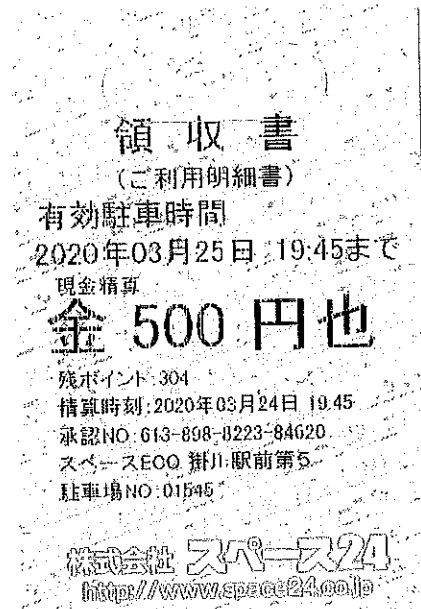 領収書
(ご利用明細書)
有効駐車時間
2020年03月25日 19:45まで
現金精算
金 500 円也
残ポイント:304
精算時刻:2020年03月24日 19:45
承認NO:613-898-8223-84620
スペースECO 掛川駅前第5
駐車場NO:01545
株式会社 スペース24
http://www.space24.co.jp